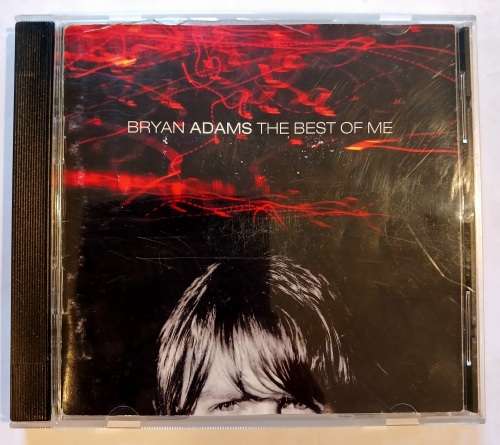 BRYAN ADAMS THE BEST OF ME